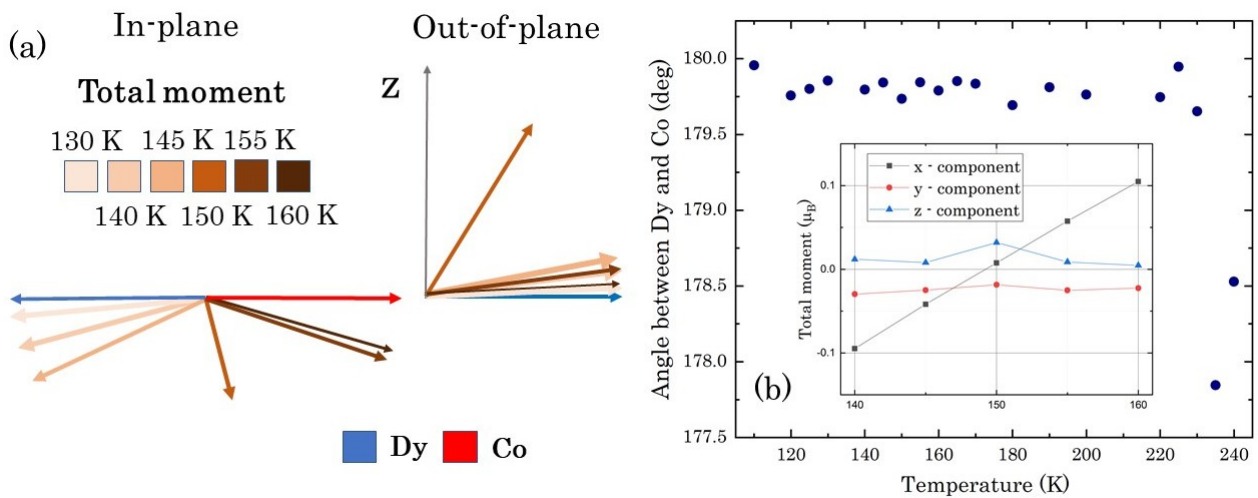 (a)
In-plane
Out-of-plane
Total moment
130 K 145 K 155 K
140 K 150 K 160 K
Z
Dy Co
Angle between Dy and Co (deg)
180.0
179.5
179.0
178.5
178.0
177.5
120 140 160 180 200 220 240
Temperature (K)
(b)
x - component
y - component
z - component
Total moment (μB)
0.1
0.0
-0.1
140 150 160